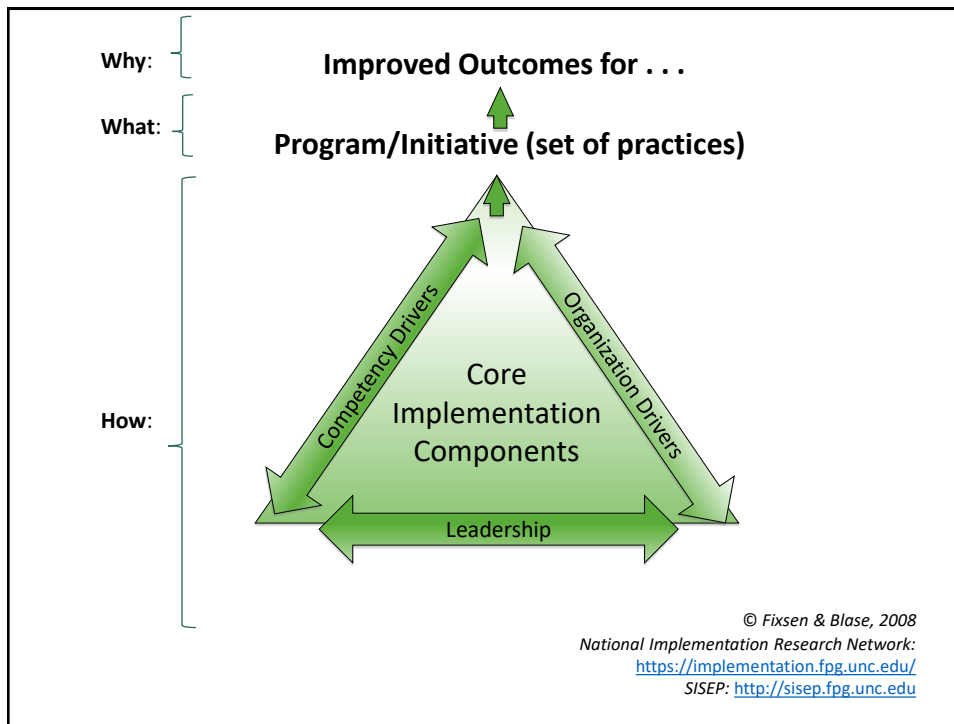 Why:
Improved Outcomes for . . .
What:
Program/Initiative (set of practices)
How:
Competency Drivers
Organization Drivers
Core
Implementation
Components
Leadership
© Fixsen & Blase, 2008
National Implementation Research Network:
https://implementation.fpg.unc.edu/
SISEP: http://sisep.fpg.unc.edu